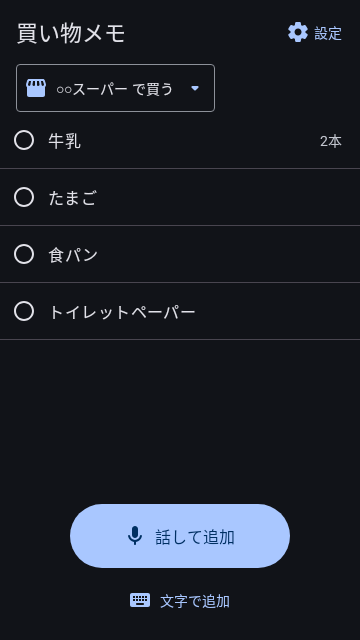 買い物メモ
設定
○○スーパー で買う
牛乳
2本
たまご
食パン
トイレットペーパー
話して追加
文字で追加